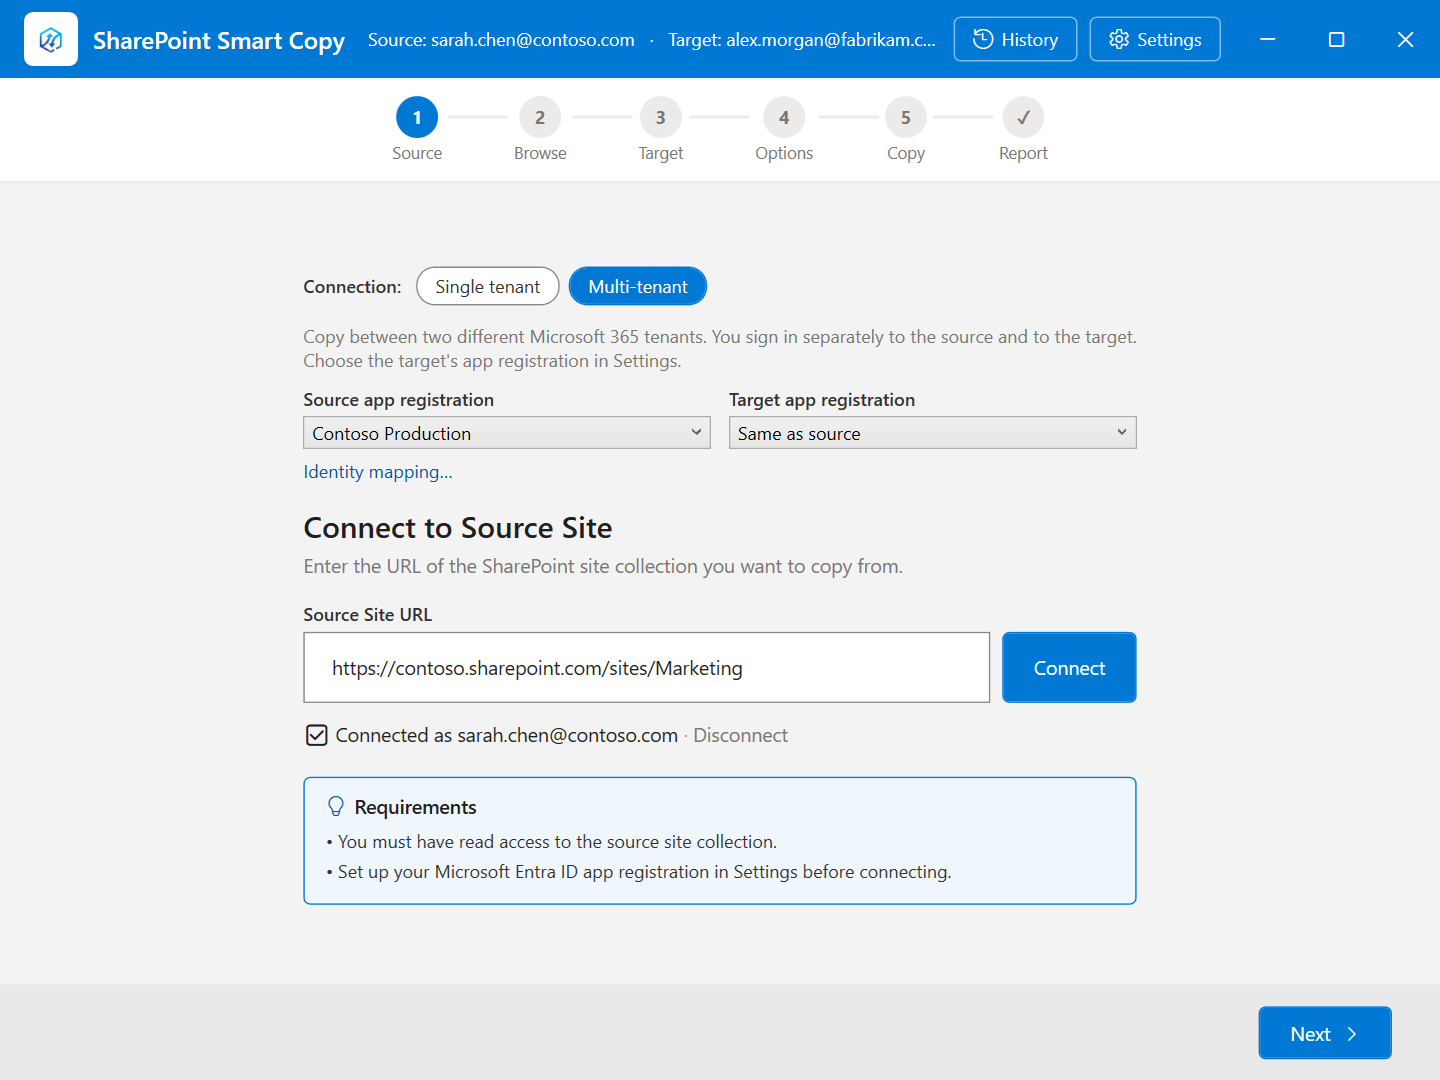 SharePoint Smart Copy
Source: sarah.chen@contoso.com · Target: alex.morgan@fabrikam.c...
History
Settings
1
2
3
4
5
✓
Source
Browse
Target
Options
Copy
Report
Connection:
Single tenant
Multi-tenant
Copy between two different Microsoft 365 tenants. You sign in separately to the source and to the target.
Choose the target's app registration in Settings.
Source app registration
Target app registration
Contoso Production
Same as source
Identity mapping...
Connect to Source Site
Enter the URL of the SharePoint site collection you want to copy from.
Source Site URL
https://contoso.sharepoint.com/sites/Marketing
Connect
Connected as sarah.chen@contoso.com · Disconnect
Requirements
• You must have read access to the source site collection.
• Set up your Microsoft Entra ID app registration in Settings before connecting.
Next